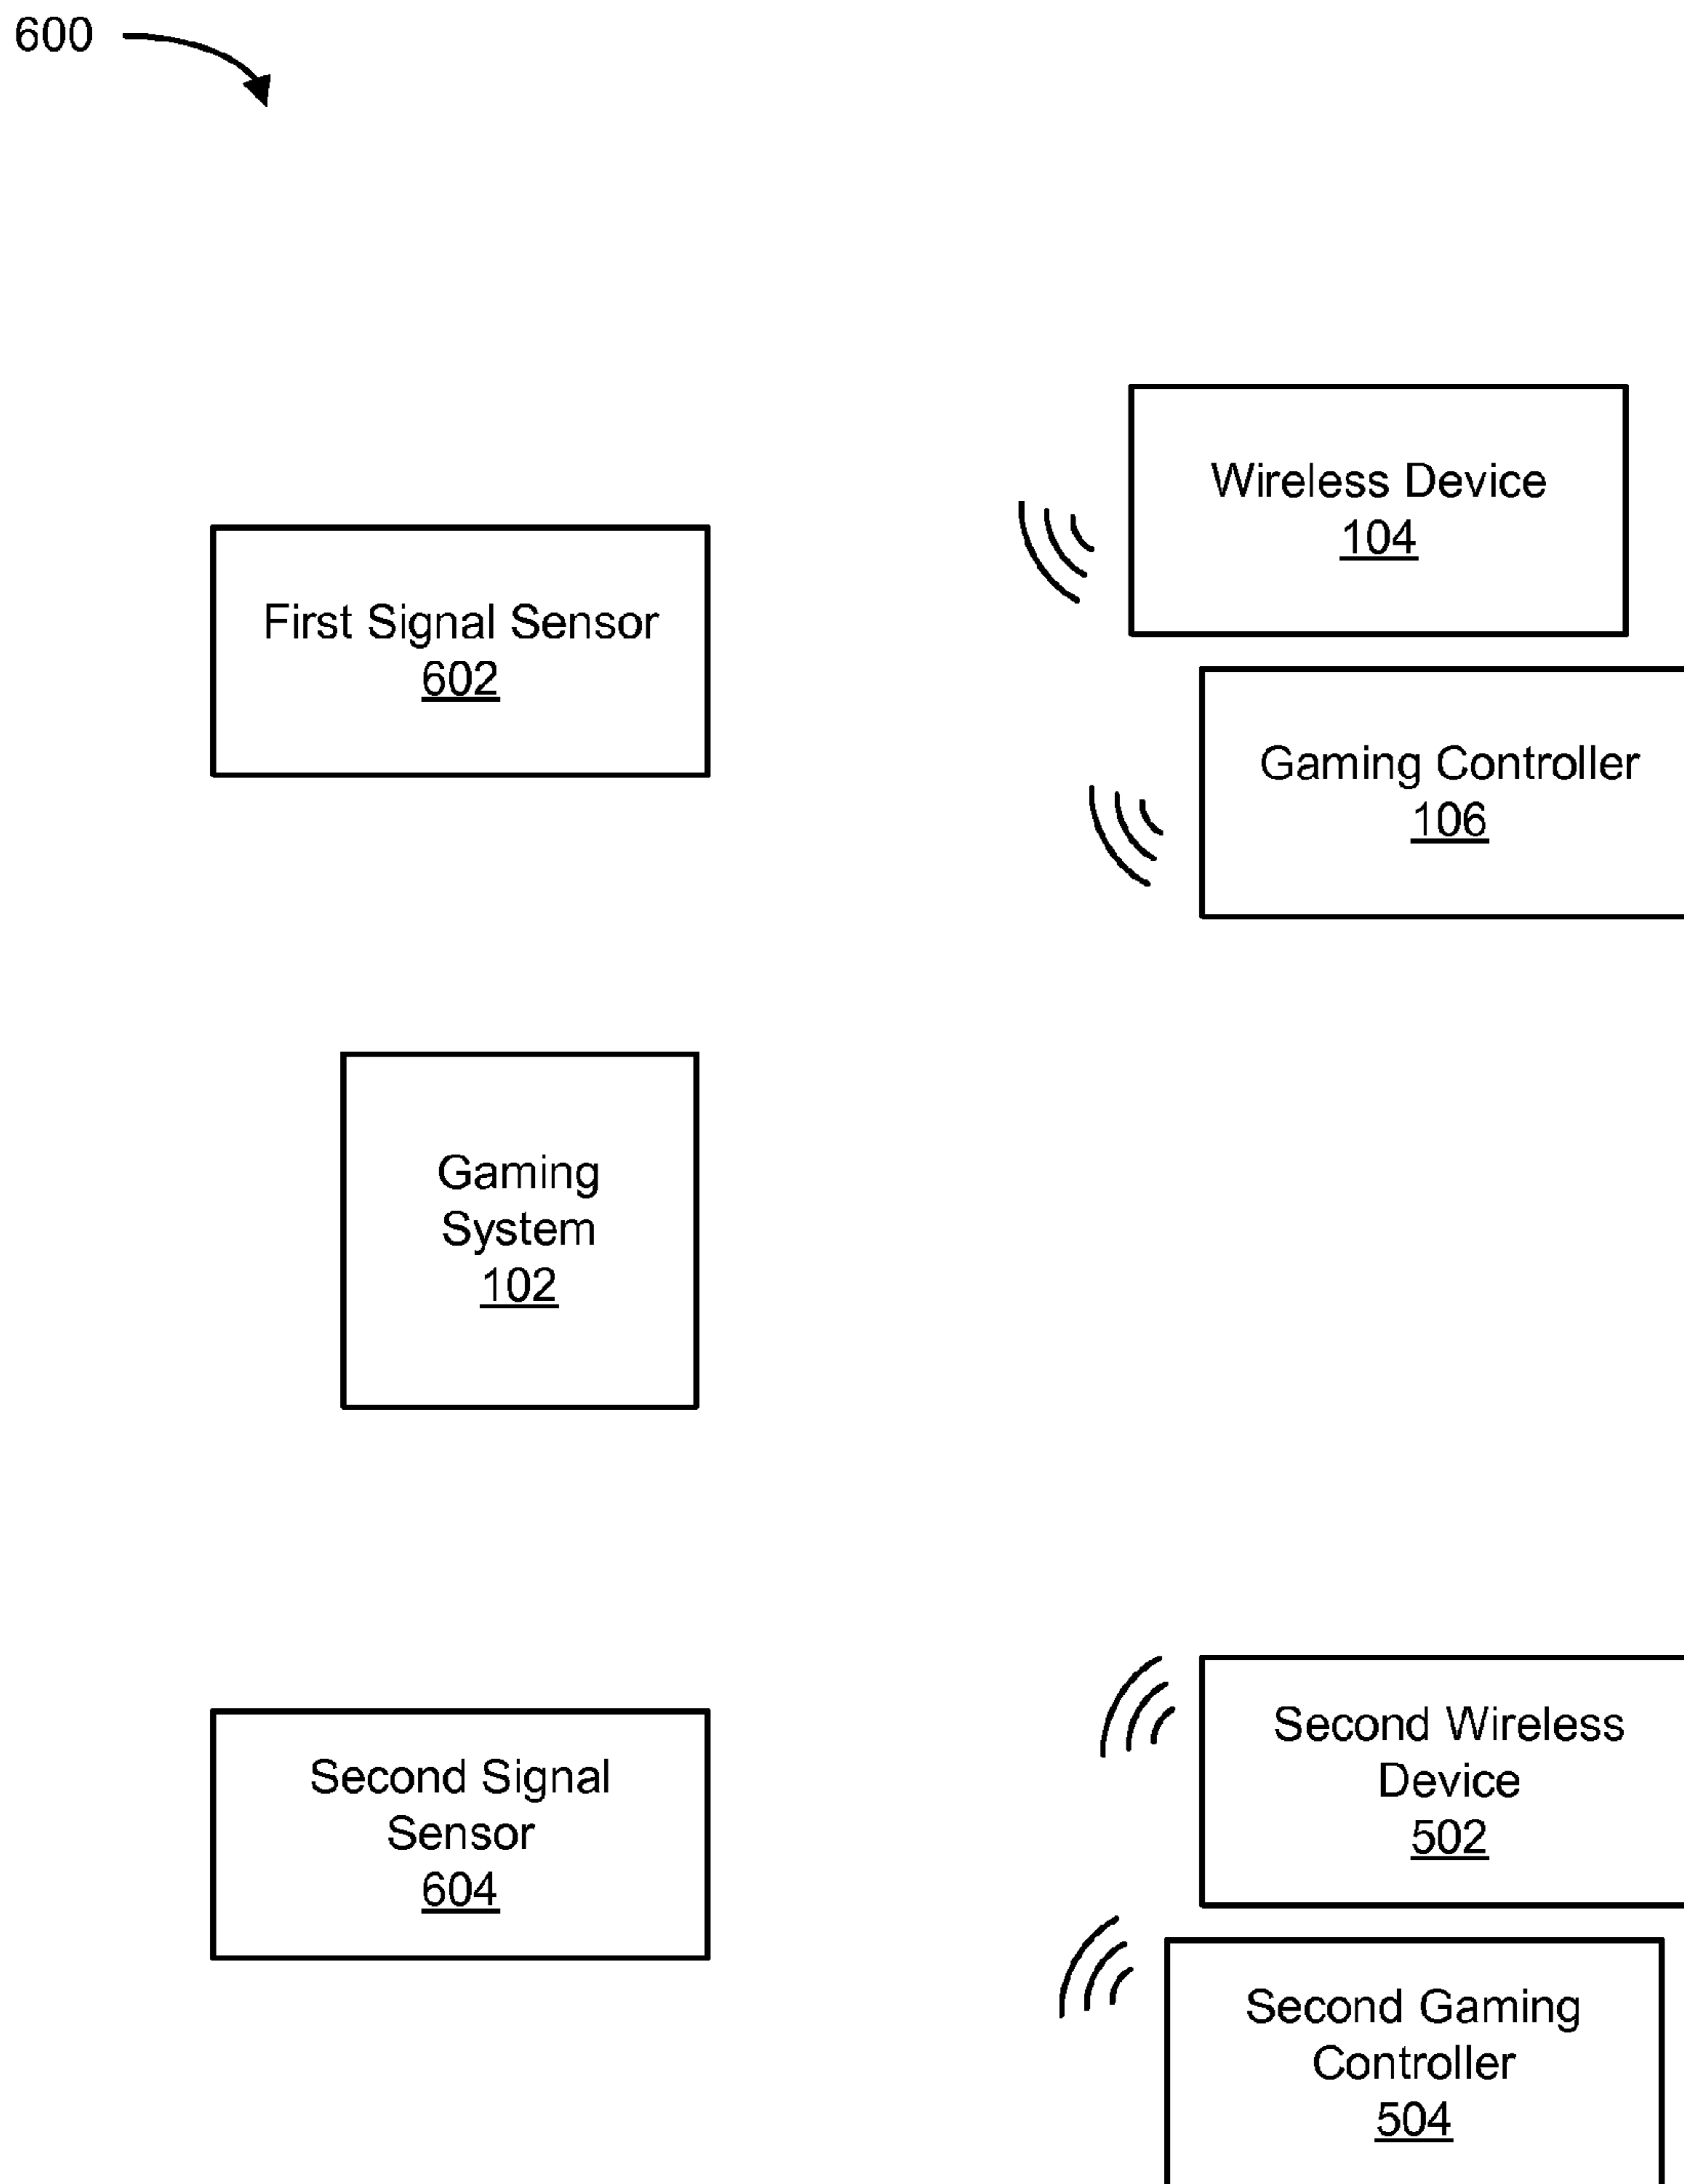 600
Wireless Device
104
First Signal Sensor
602
Gaming Controller
106
Gaming
System
102
Second Wireless
Device
502
Second Signal
Sensor
604
Second Gaming
Controller
504